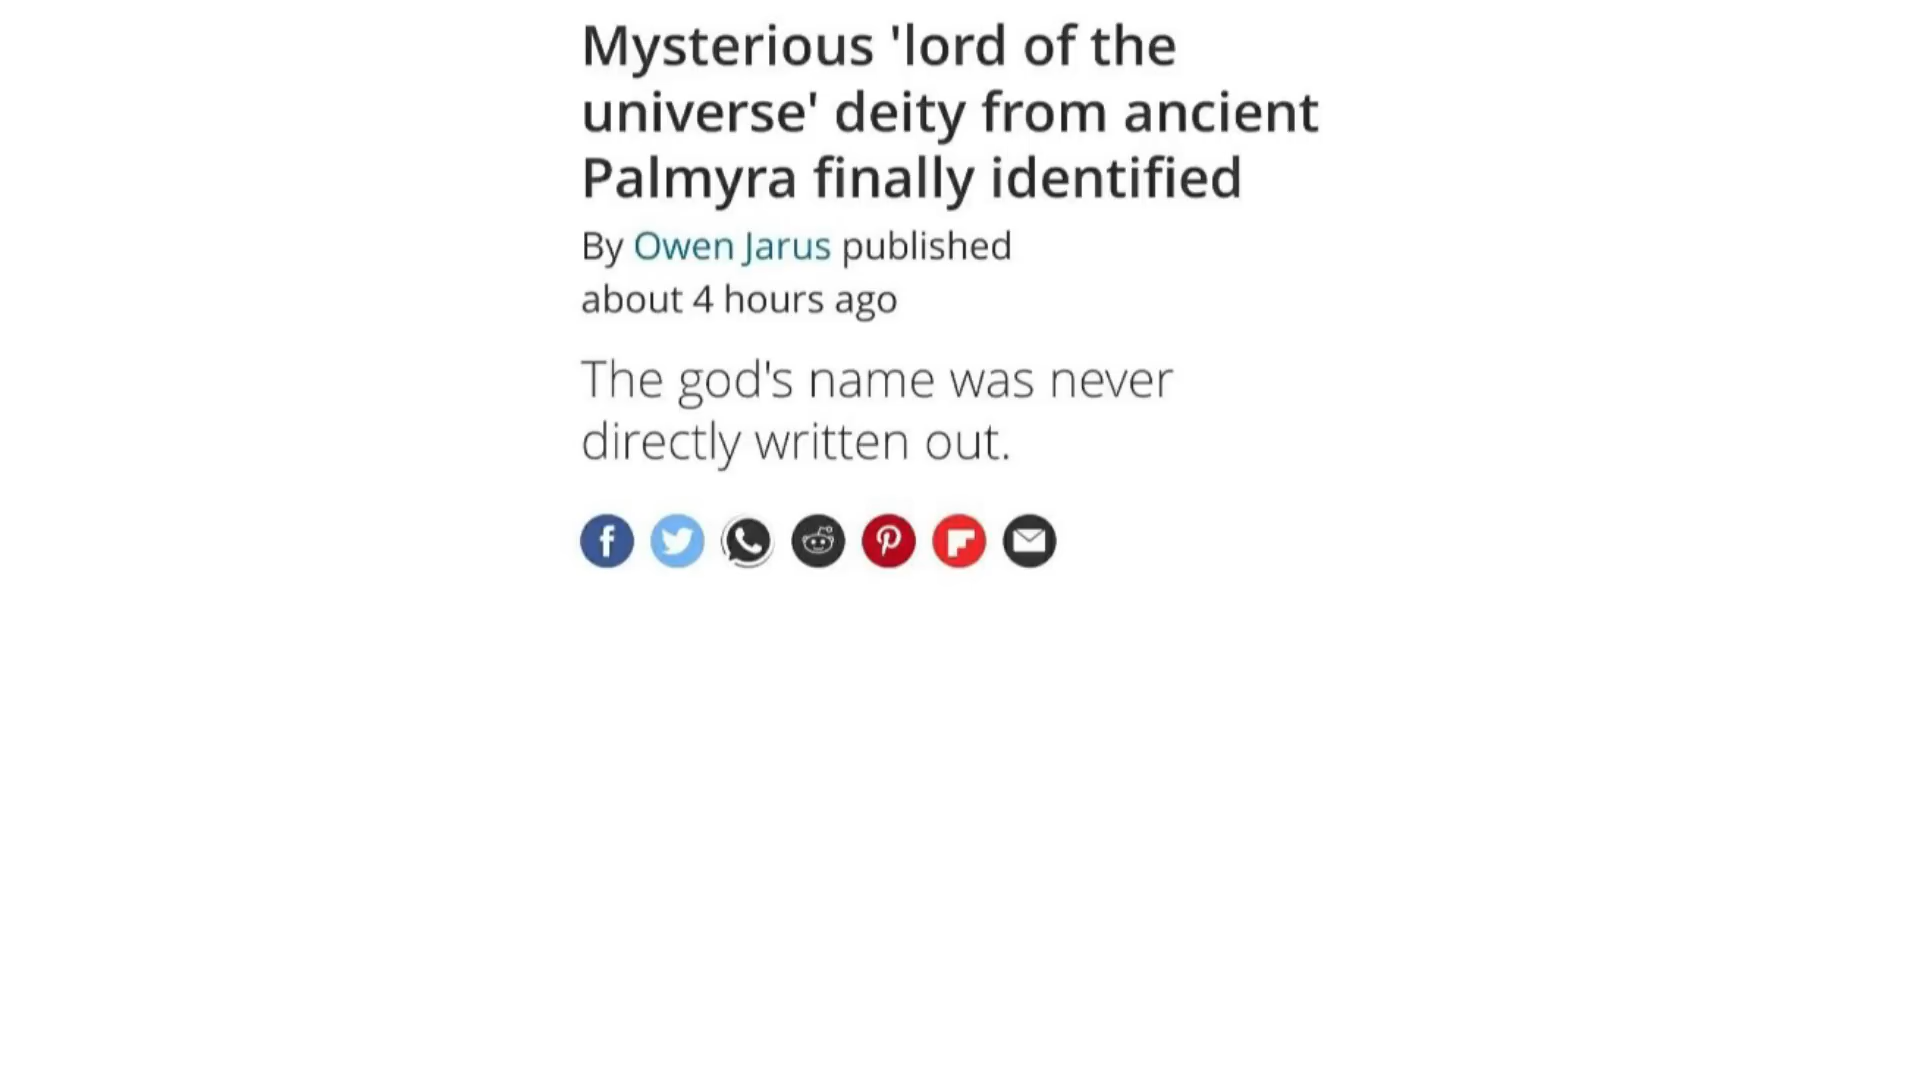 Mysterious 'lord of the
universe' deity from ancient
Palmyra finally identified
By Owen Jarus published
about 4 hours ago
The god's name was never
directly written out.